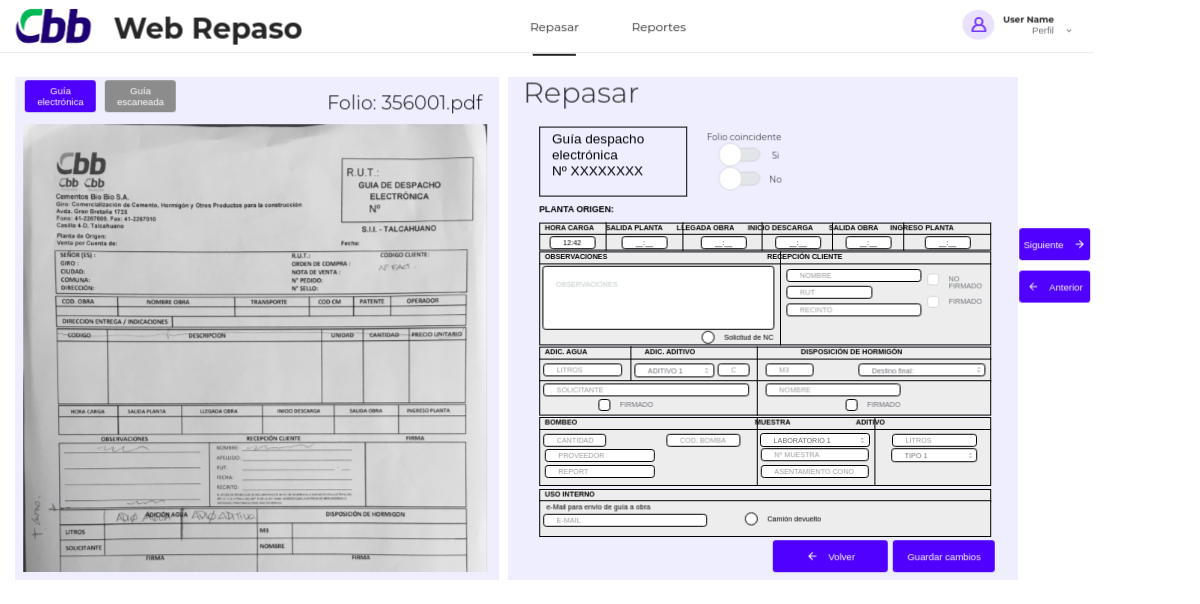 Cbb
Web Repaso
Repasar
Reportes
User Name
Perfil
Guía electrónica
Guía escaneada
Folio: 356001.pdf
Cbb
Cbb Cbb
Cementos Bio Bio S.A.
Giro: Comercialización de Cemento, Hormigón y Otros Productos para la construcción
Avda. Gran Bretaña 1725
Fono: 41-2267000. Fax: 41-2267010
Casilla 4-D, Talcahuano
Planta de Origen:
Venta por Cuenta de:
R.U.T.:
GUIA DE DESPACHO
ELECTRÓNICA
Nº
S.I.I. - TALCAHUANO
Fecha:
SEÑOR (ES) :
GIRO :
CIUDAD:
COMUNA:
DIRECCIÓN:
R.U.T.:
ORDEN DE COMPRA :
NOTA DE VENTA :
N° PEDIDO:
N° SELLO:
CODIGO CLIENTE:
Nº FACT.
COD. OBRA
NOMBRE OBRA
TRANSPORTE
COD CM
PATENTE
OPERADOR
DIRECCION ENTREGA / INDICACIONES
CODIGO
DESCRIPCION
UNIDAD
CANTIDAD
PRECIO UNITARIO
HORA CARGA
SALIDA PLANTA
LLEGADA OBRA
INICIO DESCARGA
SALIDA OBRA
INGRESO PLANTA
OBSERVACIONES
RECEPCIÓN CLIENTE
FIRMA
NOMBRE:
APELLIDO:
RUT:
FECHA:
RECINTO:
ADICIÓN AGUA
ADITIVO
DISPOSICIÓN DE HORMIGON
LITROS
M3
SOLICITANTE
NOMBRE
FIRMA
FIRMA
Repasar
Guía despacho
electrónica
Nº XXXXXXXX
Folio coincidente
Si
No
PLANTA ORIGEN:
HORA CARGA
SALIDA PLANTA
LLEGADA OBRA
INICIO DESCARGA
SALIDA OBRA
INGRESO PLANTA
12:42
__:__
__:__
__:__
__:__
__:__
OBSERVACIONES
RECEPCIÓN CLIENTE
OBSERVACIONES
NOMBRE
RUT
RECINTO
NO FIRMADO
FIRMADO
Solicitud de NC
ADIC. AGUA
ADIC. ADITIVO
DISPOSICIÓN DE HORMIGÓN
LITROS
ADITIVO 1
C
M3
Destino final:
SOLICITANTE
NOMBRE
FIRMADO
FIRMADO
BOMBEO
MUESTRA
ADITIVO
CANTIDAD
COD. BOMBA
LABORATORIO 1
LITROS
PROVEEDOR
Nº MUESTRA
TIPO 1
REPORT
ASENTAMIENTO CONO
USO INTERNO
e-Mail para envío de guía a obra
E-MAIL
Camión devuelto
Volver
Guardar cambios
Siguiente
Anterior